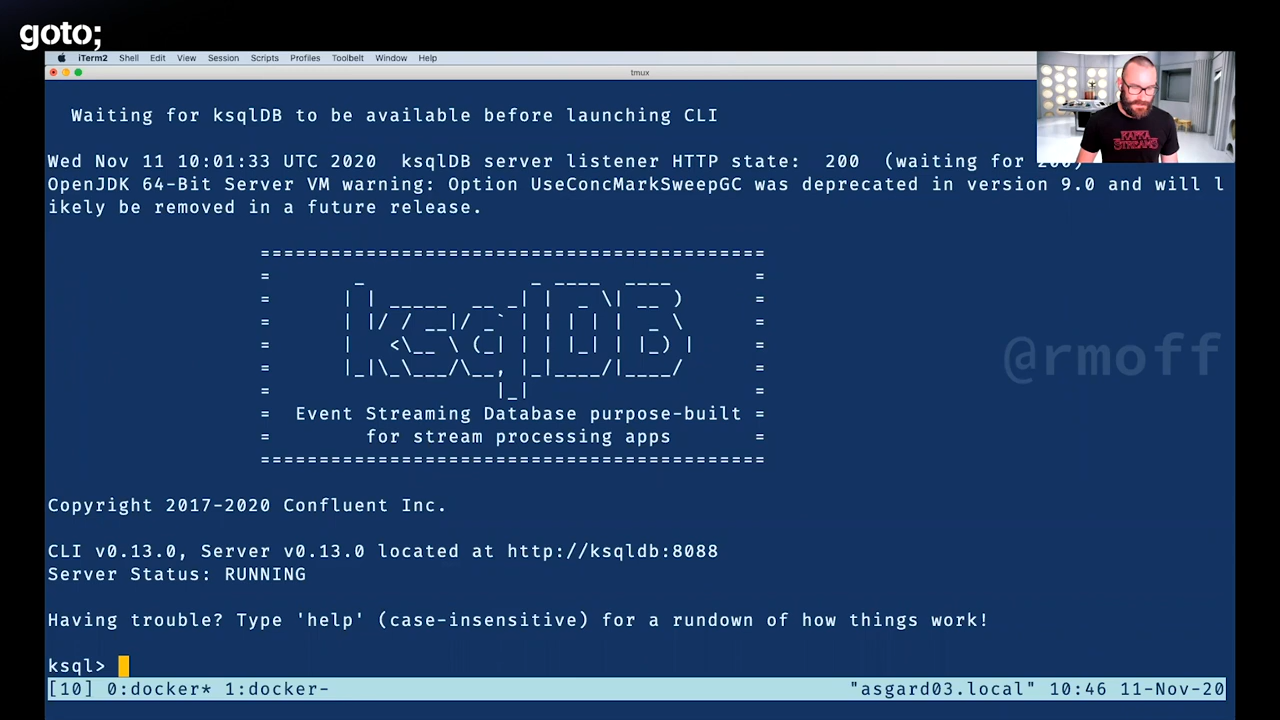 goto;
iTerm2 Shell Edit View Session Scripts Profiles Toolbelt Window Help
tmux
Waiting for ksqlDB to be available before launching CLI
Wed Nov 11 10:01:33 UTC 2020 ksqlDB server listener HTTP state: 200 (waiting for 200)
OpenJDK 64-Bit Server VM warning: Option UseConcMarkSweepGC was deprecated in version 9.0 and will l
ikely be removed in a future release.
KAFKA
STREAMS
ksqlDB
@rmoff
Event Streaming Database purpose-built
for stream processing apps
Copyright 2017-2020 Confluent Inc.
CLI v0.13.0, Server v0.13.0 located at http://ksqldb:8088
Server Status: RUNNING
Having trouble? Type 'help' (case-insensitive) for a rundown of how things work!
ksql>
[10] 0:docker* 1:docker- "asgard03.local" 10:46 11-Nov-20